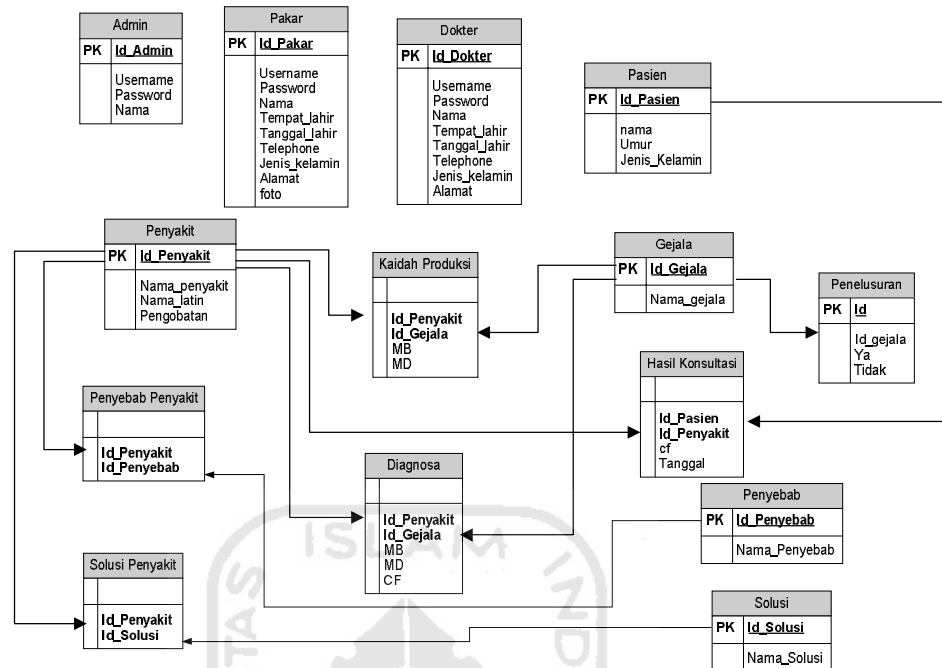 Admin
PK Id_Admin
Username
Password
Nama
Pakar
PK Id_Pakar
Username
Password
Nama
Tempat_lahir
Tanggal_lahir
Telephone
Jenis_kelamin
Alamat
foto
Dokter
PK Id_Dokter
Username
Password
Nama
Tempat_lahir
Tanggal_lahir
Telephone
Jenis_kelamin
Alamat
Pasien
PK Id_Pasien
nama
Umur
Jenis_Kelamin
Penyakit
PK Id_Penyakit
Nama_penyakit
Nama_latin
Pengobatan
Kaidah Produksi
Id_Penyakit
Id_Gejala
MB
MD
Gejala
PK Id_Gejala
Nama_gejala
Penelusuran
PK Id
Id_gejala
Ya
Tidak
Hasil Konsultasi
Id_Pasien
Id_Penyakit
cf
Tanggal
Penyebab Penyakit
Id_Penyakit
Id_Penyebab
Diagnosa
Id_Penyakit
Id_Gejala
MB
MD
CF
Penyebab
PK Id_Penyebab
Nama_Penyebab
Solusi Penyakit
Id_Penyakit
Id_Solusi
Solusi
PK Id_Solusi
Nama_Solusi
ISLAM
TAS
IND